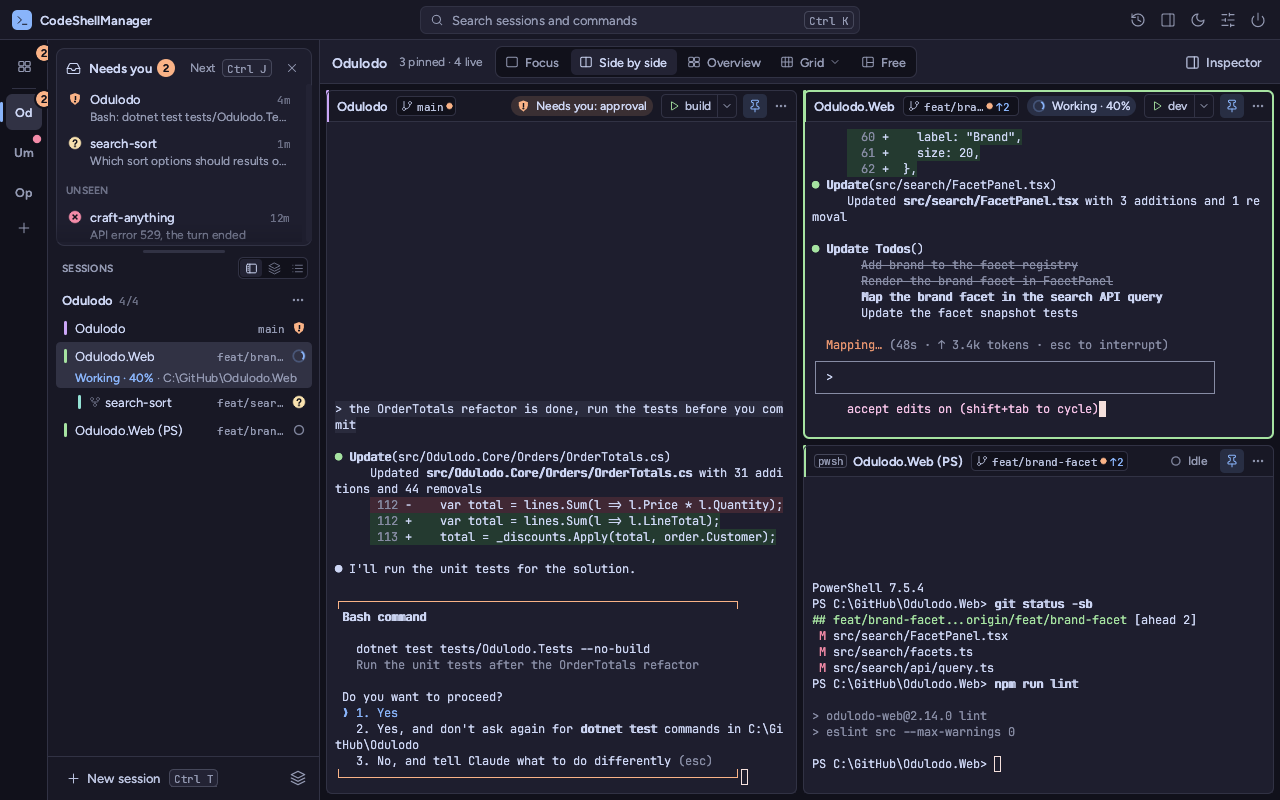 CodeShellManager
Search sessions and commands
Ctrl K
2
2
Od
Um
Op
Needs you 2 Next Ctrl J
Odulodo 4m
Bash: dotnet test tests/Odulodo.Te…
search-sort 1m
Which sort options should results o…
UNSEEN
craft-anything 12m
API error 529, the turn ended
SESSIONS
Odulodo 4/4
Odulodo main
Odulodo.Web feat/bran…
Working · 40% · C:\GitHub\Odulodo.Web
search-sort feat/sear…
Odulodo.Web (PS) feat/bran…
New session Ctrl T
Odulodo 3 pinned · 4 live Focus Side by side Overview Grid Free Inspector
Odulodo main Needs you: approval build
> the OrderTotals refactor is done, run the tests before you com
mit
Update(src/Odulodo.Core/Orders/OrderTotals.cs)
Updated src/Odulodo.Core/Orders/OrderTotals.cs with 31 addi
tions and 44 removals
112 - var total = lines.Sum(l => l.Price * l.Quantity);
112 + var total = lines.Sum(l => l.LineTotal);
113 + total = _discounts.Apply(total, order.Customer);
I'll run the unit tests for the solution.
Bash command
dotnet test tests/Odulodo.Tests --no-build
Run the unit tests after the OrderTotals refactor
Do you want to proceed?
❯ 1. Yes
2. Yes, and don't ask again for dotnet test commands in C:\Gi
tHub\Odulodo
3. No, and tell Claude what to do differently (esc)
Odulodo.Web feat/bra… ↑2 Working · 40% dev
60 + label: "Brand",
61 + size: 20,
62 + },
Update(src/search/FacetPanel.tsx)
Updated src/search/FacetPanel.tsx with 3 additions and 1 re
moval
Update Todos()
Add brand to the facet registry
Render the brand facet in FacetPanel
Map the brand facet in the search API query
Update the facet snapshot tests
Mapping… (48s · ↑ 3.4k tokens · esc to interrupt)
>
accept edits on (shift+tab to cycle)
pwsh Odulodo.Web (PS) feat/brand-facet ↑2 Idle
PowerShell 7.5.4
PS C:\GitHub\Odulodo.Web> git status -sb
## feat/brand-facet...origin/feat/brand-facet [ahead 2]
M src/search/FacetPanel.tsx
M src/search/facets.ts
M src/search/api/query.ts
PS C:\GitHub\Odulodo.Web> npm run lint
> odulodo-web@2.14.0 lint
> eslint src --max-warnings 0
PS C:\GitHub\Odulodo.Web>